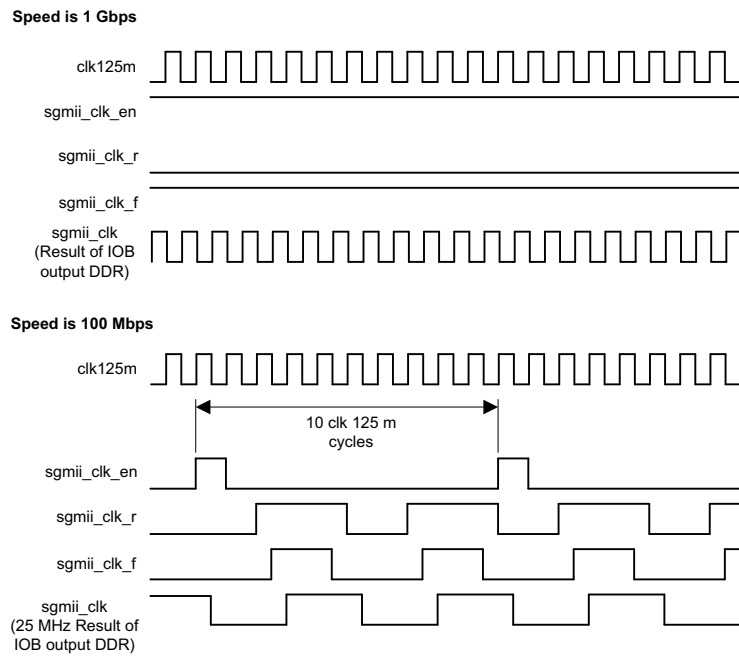 Speed is 1 Gbps
clk125m
sgmii_clk_en
sgmii_clk_r
sgmii_clk_f
sgmii_clk
(Result of IOB
output DDR)
Speed is 100 Mbps
clk125m
10 clk 125 m
cycles
sgmii_clk_en
sgmii_clk_r
sgmii_clk_f
sgmii_clk
(25 MHz Result of
IOB output DDR)